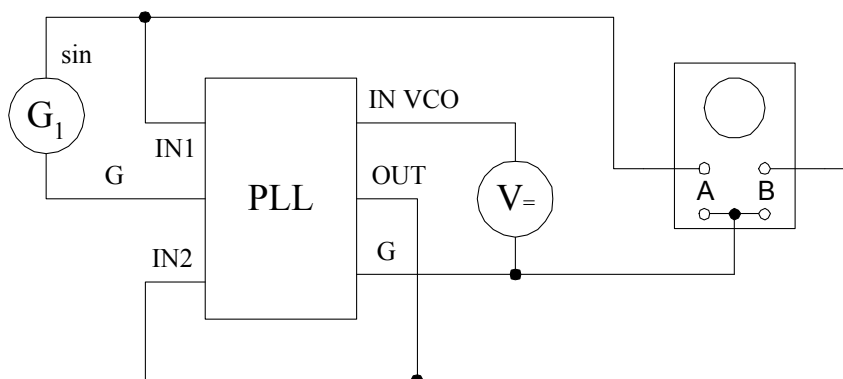 sin
G1
IN1
G
IN2
PLL
IN VCO
OUT
G
V=
A B